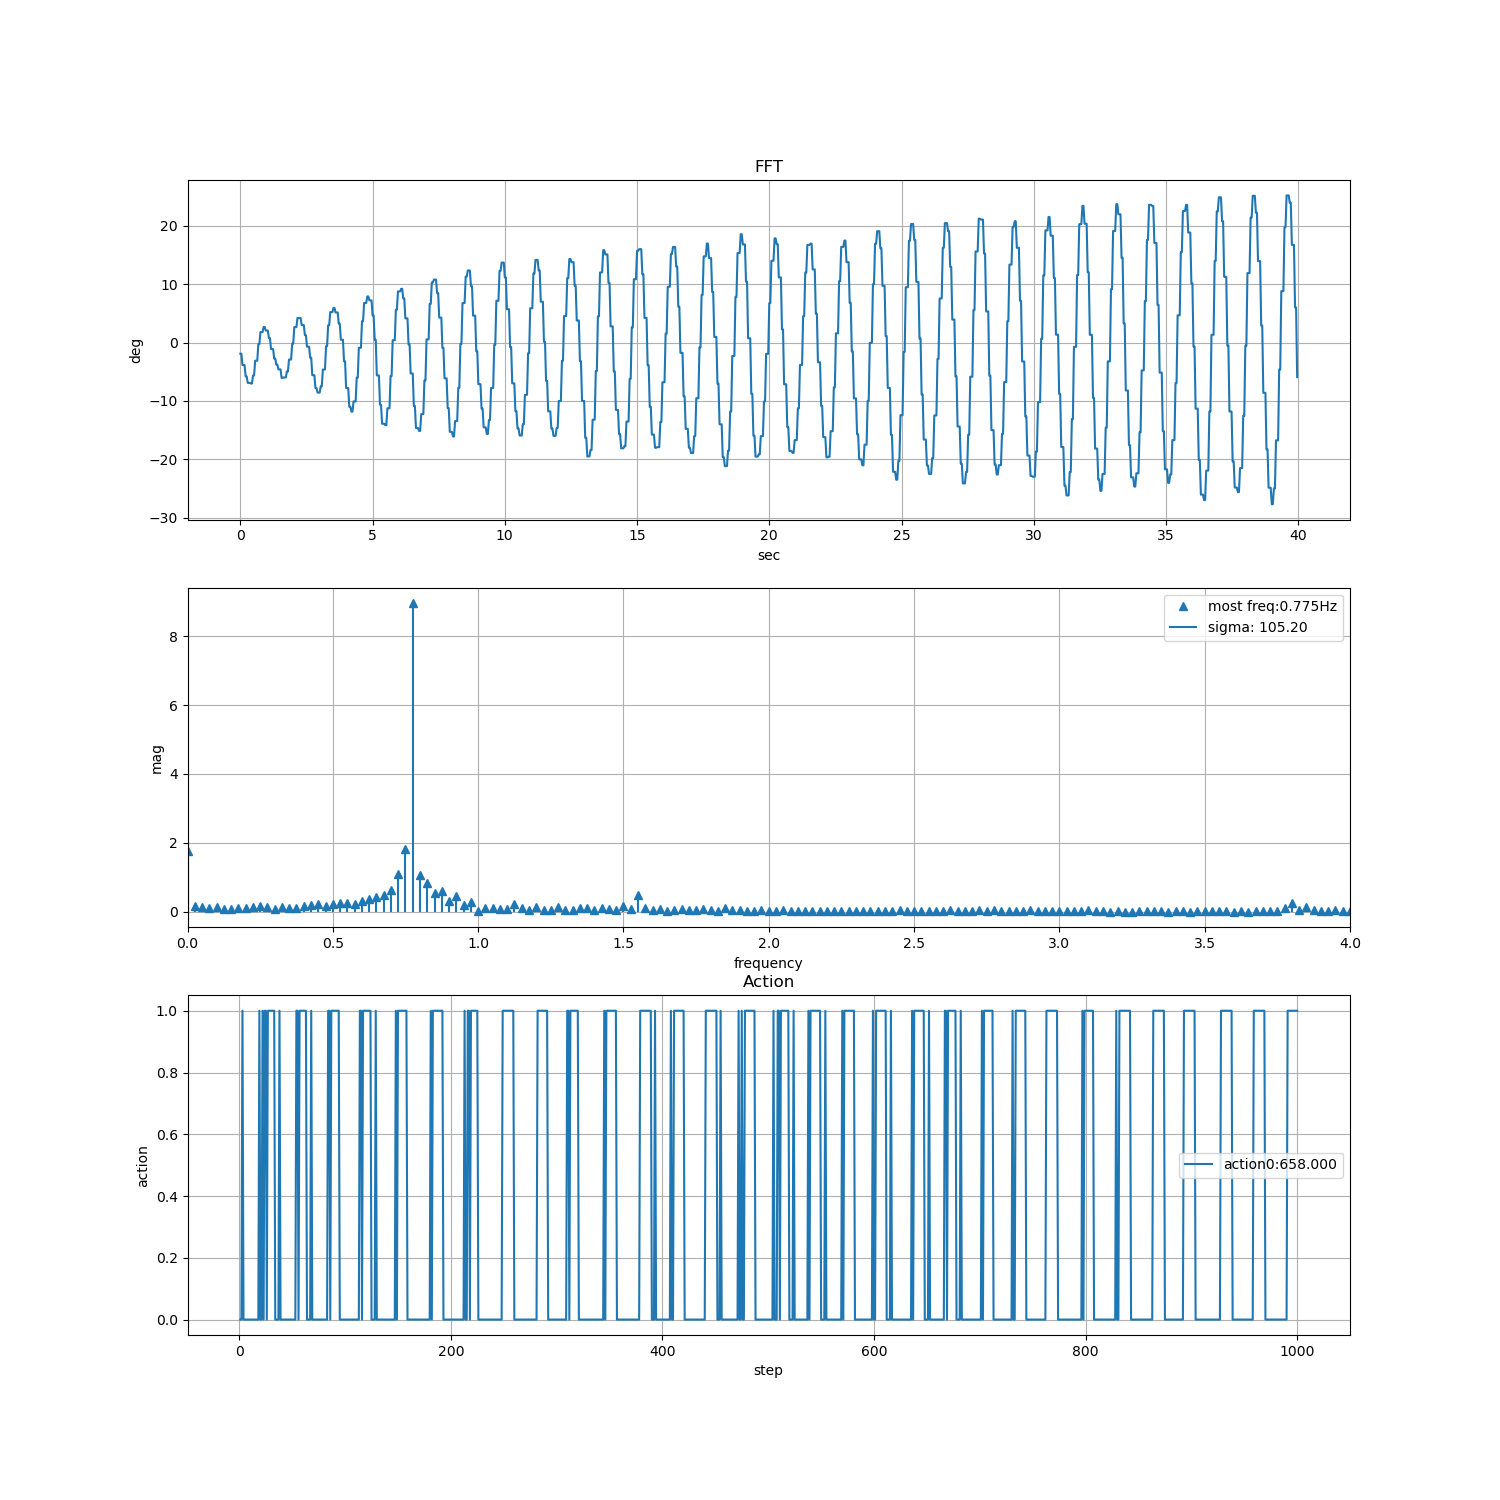 FFT
20
10
0
−10
−20
−30
deg
0 5 10 15 20 25 30 35 40
sec
most freq:0.775Hz
sigma: 105.20
8
6
4
2
0
mag
0.0 0.5 1.0 1.5 2.0 2.5 3.0 3.5 4.0
frequency
Action
1.0
0.8
0.6
0.4
0.2
0.0
action
action0:658.000
0 200 400 600 800 1000
step